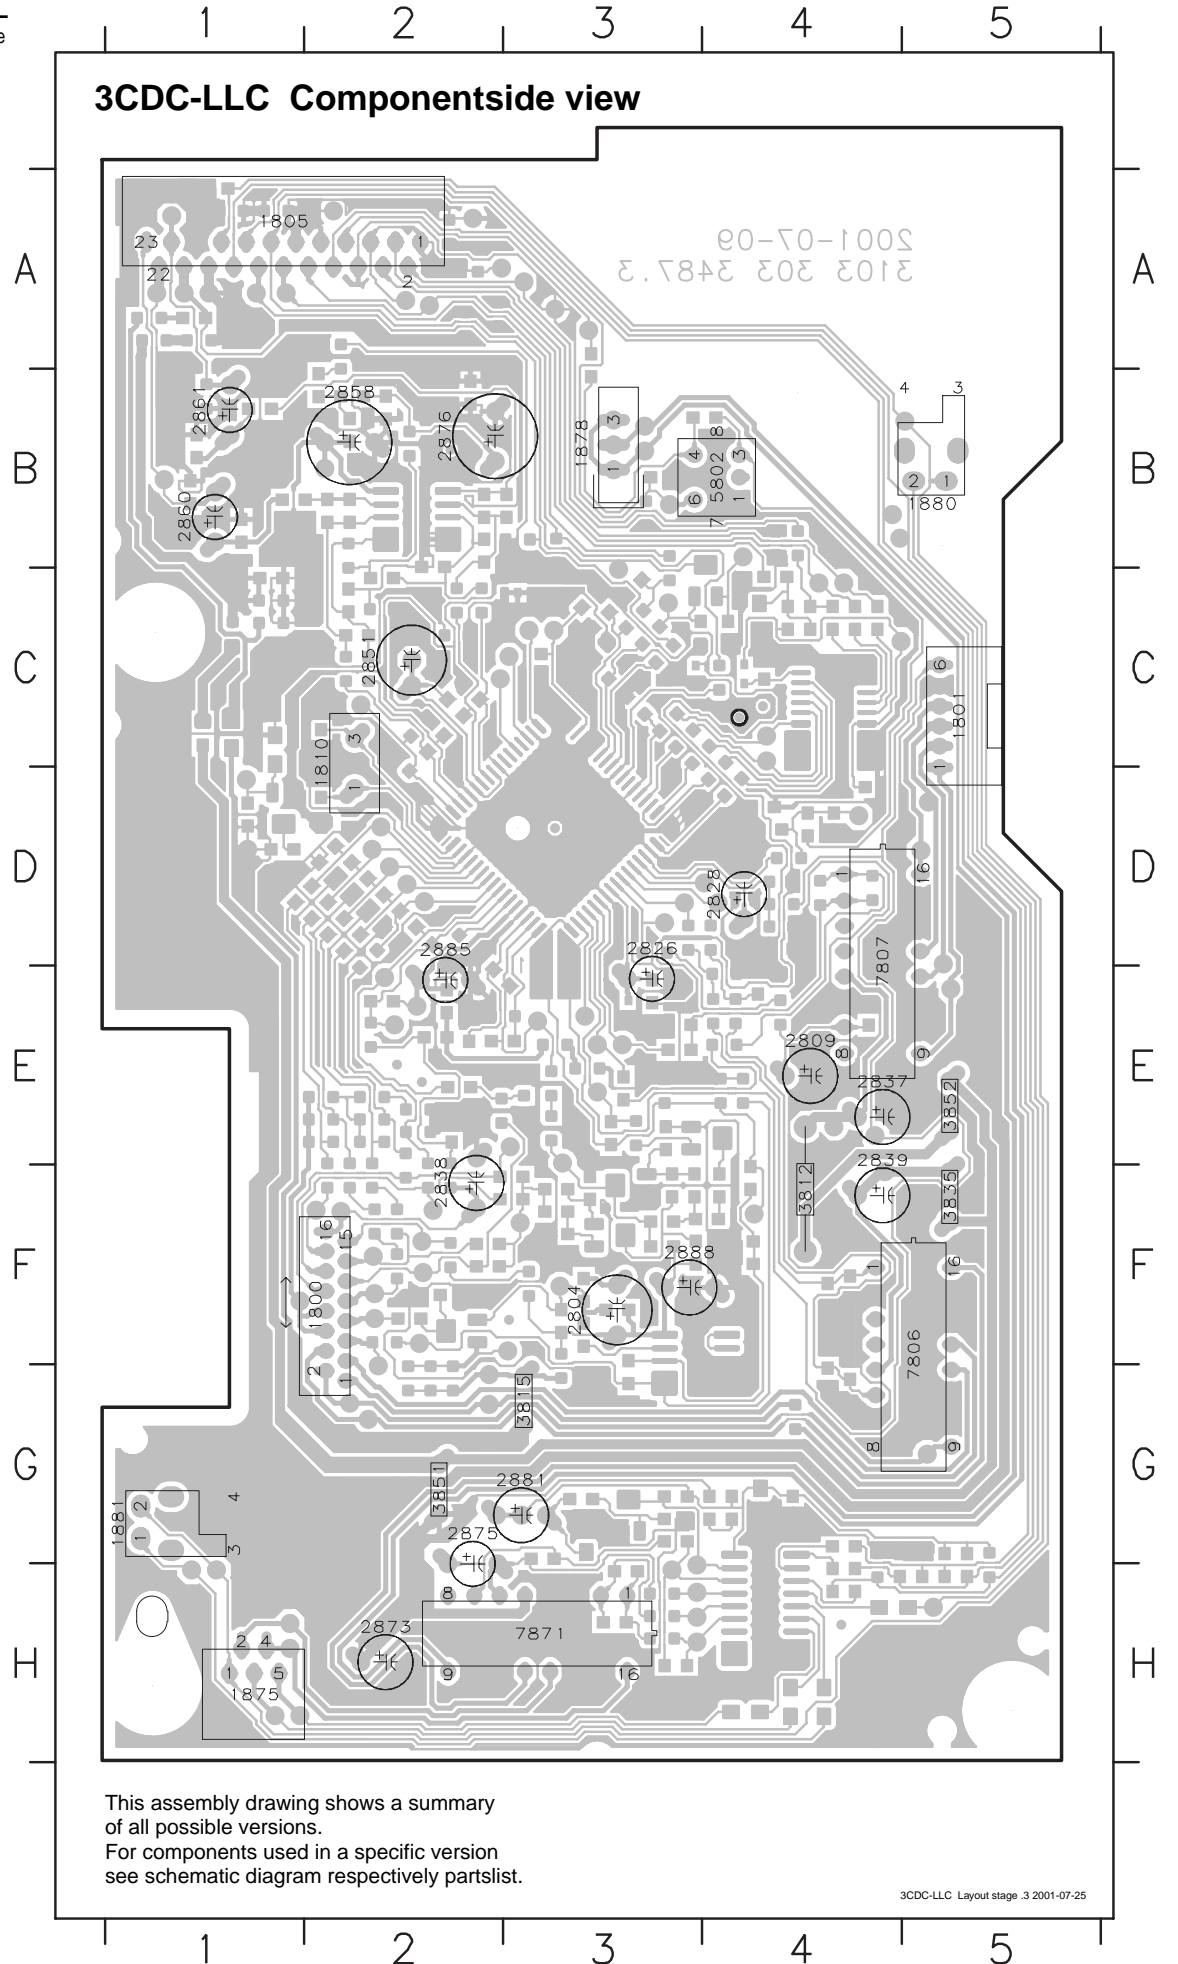 e
1 2 3 4 5
3CDC-LLC Componentside view
1805
23 1
22 2
2001-07-09
3103 303 3487.3
A A
2861 2858 2876 1878 3 1
4 3
4 8 3
5802
6 1
7
2 1
1880
B B
2860
2851
6
1801
1
C C
3
1810
1
2828
1 16
7807
8 9
D D
2885 2826
2809
2837
3852
E E
2838
3812
2839
3835
16 15
1800
2 1
2888
2804
1 16
7806
8 9
F F
3815
3851
2881
2 4
1881
1 3
2875
G G
8 1
7871
9 16
2873
2 4
1 5
1875
H H
This assembly drawing shows a summary
of all possible versions.
For components used in a specific version
see schematic diagram respectively partslist.
3CDC-LLC Layout stage .3 2001-07-25
1 2 3 4 5